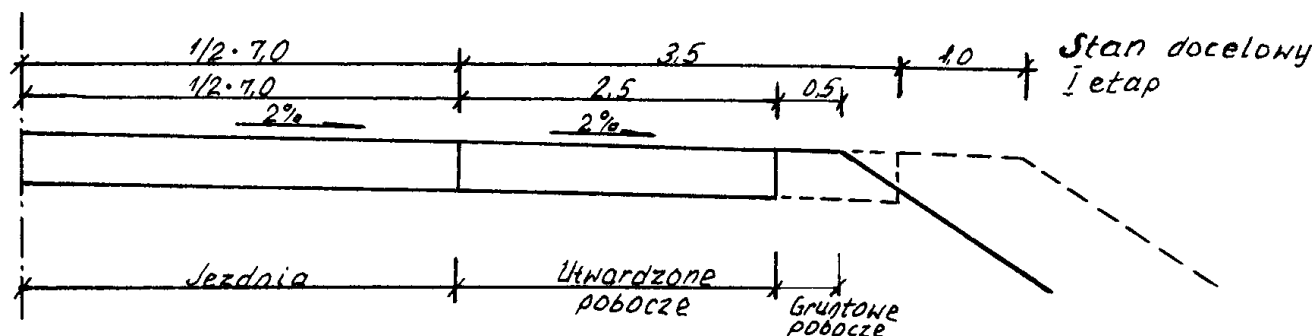 1/2·7,0 3,5 1,0 Stan docelowy
1/2·7,0 2,5 0,5 I etap
2% 2%
Jezdnia Utwardzone pobocze Gruntowe pobocze